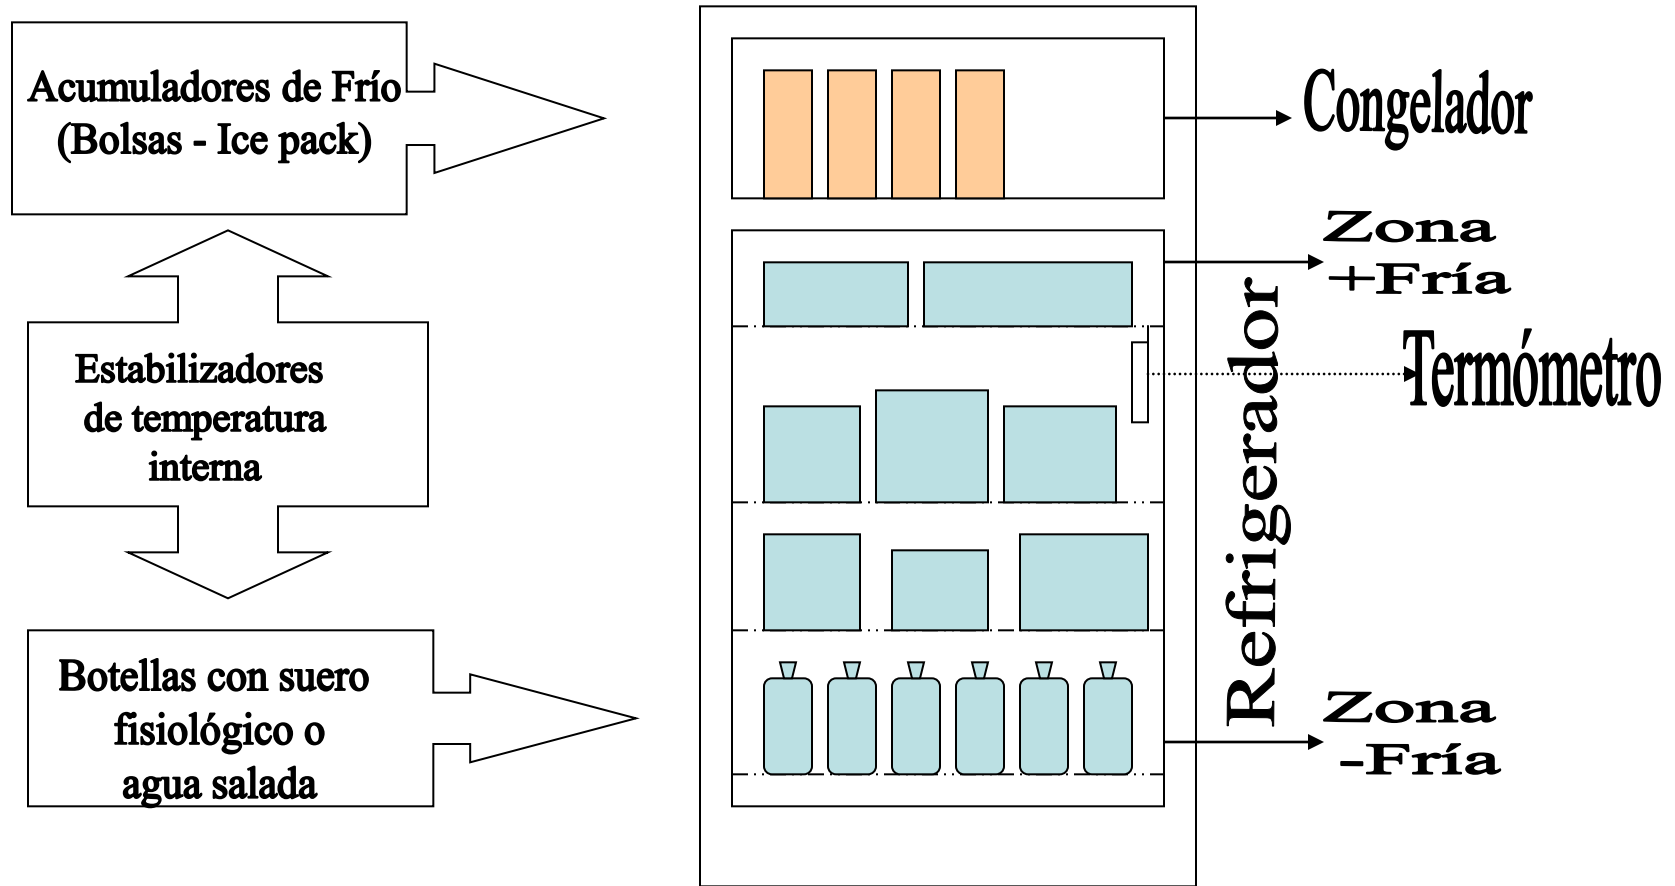 Acumuladores de Frío
(Bolsas - Ice pack)
Estabilizadores
de temperatura
interna
Botellas con suero
fisiológico o
agua salada
Congelador
Zona
+Fría
Termómetro
Refrigerador
Zona
-Fría